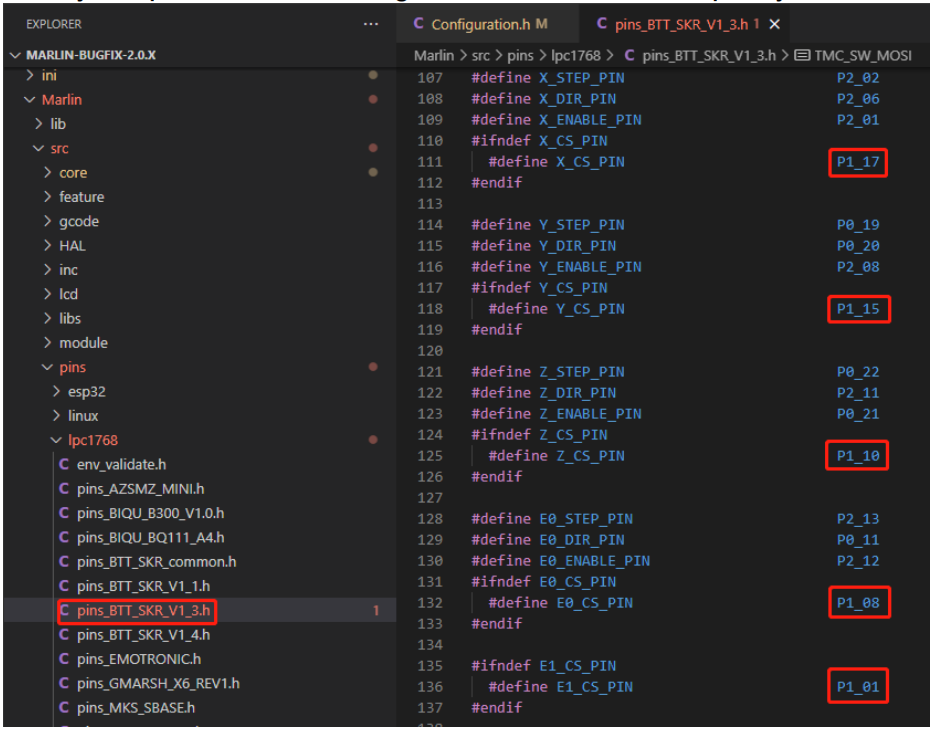 EXPLORER ···
MARLIN-BUGFIX-2.0.X
ini
Marlin
lib
src
core
feature
gcode
HAL
inc
lcd
libs
module
pins
esp32
linux
lpc1768
C env_validate.h
C pins_AZSMZ_MINI.h
C pins_BIQU_B300_V1.0.h
C pins_BIQU_BQ111_A4.h
C pins_BTT_SKR_common.h
C pins_BTT_SKR_V1_1.h
C pins_BTT_SKR_V1_3.h 1
C pins_BTT_SKR_V1_4.h
C pins_EMOTRONIC.h
C pins_GMARSH_X6_REV1.h
C pins_MKS_SBASE.h
C Configuration.h M C pins_BTT_SKR_V1_3.h 1 ×
Marlin > src > pins > lpc1768 > C pins_BTT_SKR_V1_3.h > TMC_SW_MOSI
107 #define X_STEP_PIN P2_02
108 #define X_DIR_PIN P2_06
109 #define X_ENABLE_PIN P2_01
110 #ifndef X_CS_PIN
111 #define X_CS_PIN P1_17
112 #endif
113
114 #define Y_STEP_PIN P0_19
115 #define Y_DIR_PIN P0_20
116 #define Y_ENABLE_PIN P2_08
117 #ifndef Y_CS_PIN
118 #define Y_CS_PIN P1_15
119 #endif
120
121 #define Z_STEP_PIN P0_22
122 #define Z_DIR_PIN P2_11
123 #define Z_ENABLE_PIN P0_21
124 #ifndef Z_CS_PIN
125 #define Z_CS_PIN P1_10
126 #endif
127
128 #define E0_STEP_PIN P2_13
129 #define E0_DIR_PIN P0_11
130 #define E0_ENABLE_PIN P2_12
131 #ifndef E0_CS_PIN
132 #define E0_CS_PIN P1_08
133 #endif
134
135 #ifndef E1_CS_PIN
136 #define E1_CS_PIN P1_01
137 #endif